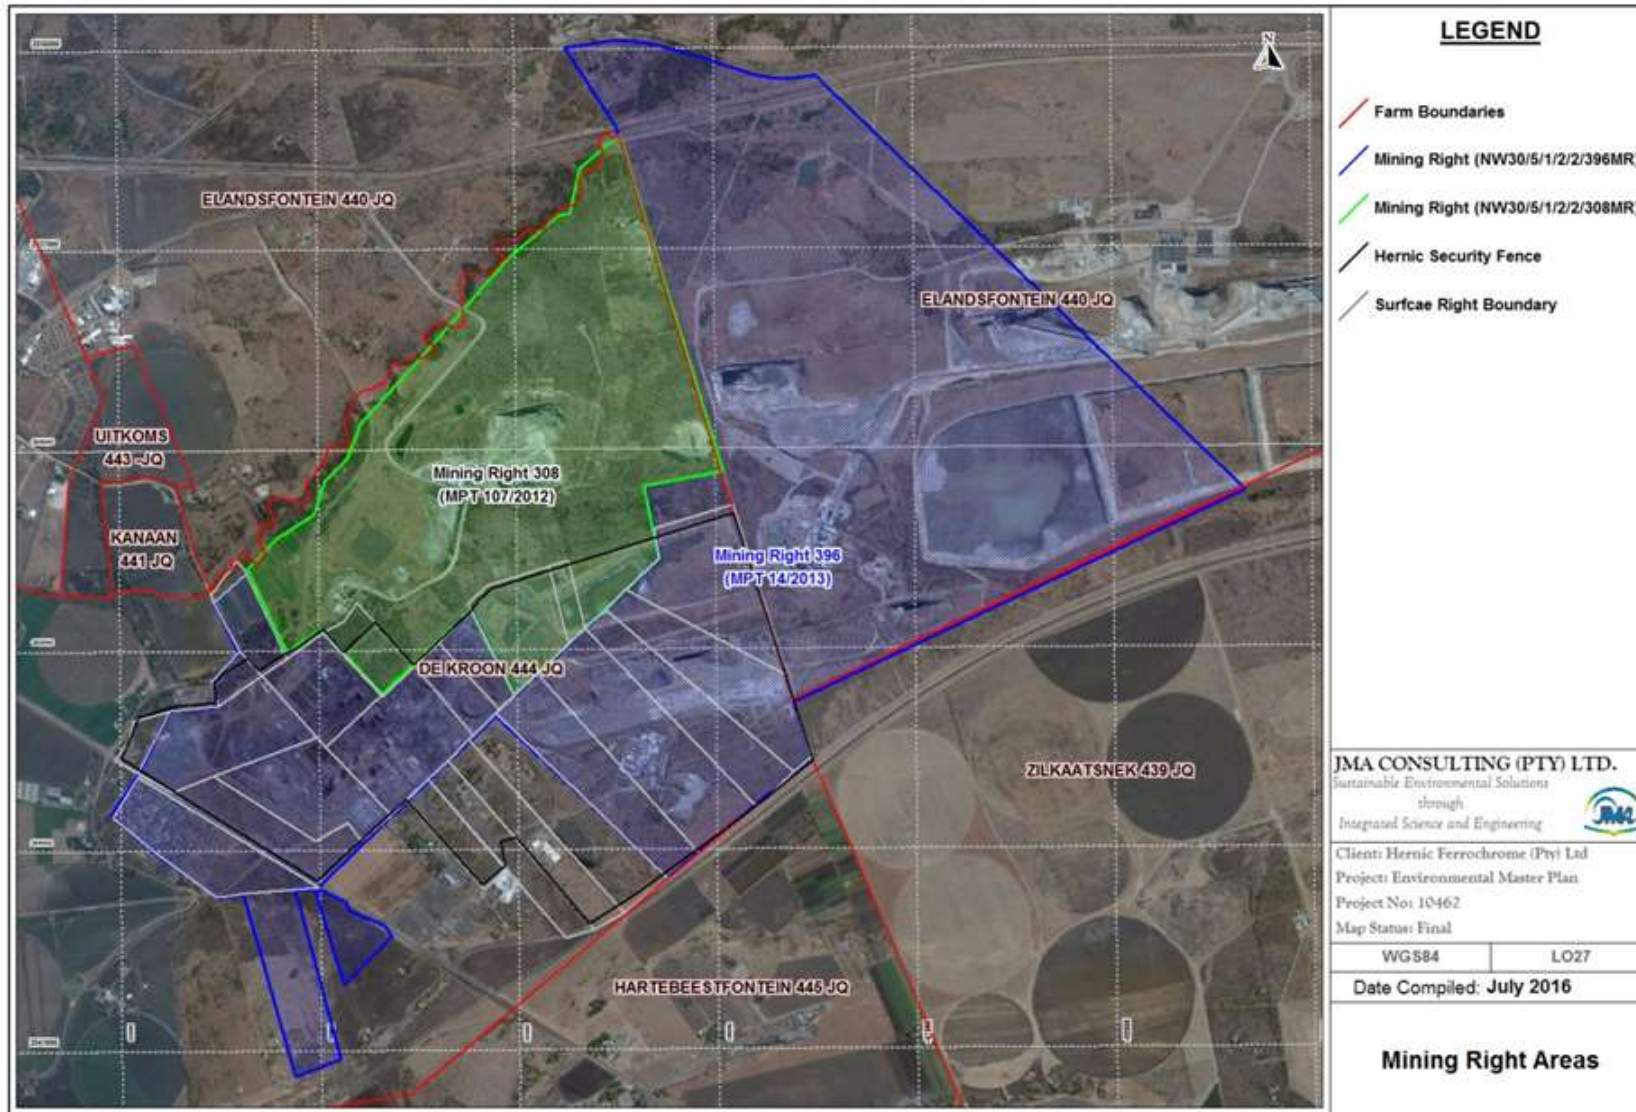 LEGEND
Farm Boundaries
Mining Right (NW30/5/1/2/2/396MR)
Mining Right (NW30/5/1/2/2/308MR)
Hernic Security Fence
Surfcae Right Boundary
N
ELANDSFONTEIN 440 JQ
ELANDSFONTEIN 440 JQ
UITKOMS
443 -JQ
Mining Right 308
(MPT 107/2012)
KANAAN
441 JQ
Mining Right 396
(MPT 14/2013)
DE KROON 444 JQ
ZILKAATSNEK 439 JQ
HARTEBEESTFONTEIN 445 JQ
JMA CONSULTING (PTY) LTD.
Sustainable Environmental Solutions
through
Integrated Science and Engineering
JMA
Client: Hernic Ferrochrome (Pty) Ltd
Project: Environmental Master Plan
Project No: 10462
Map Status: Final
WGS84 LO27
Date Compiled: July 2016
Mining Right Areas